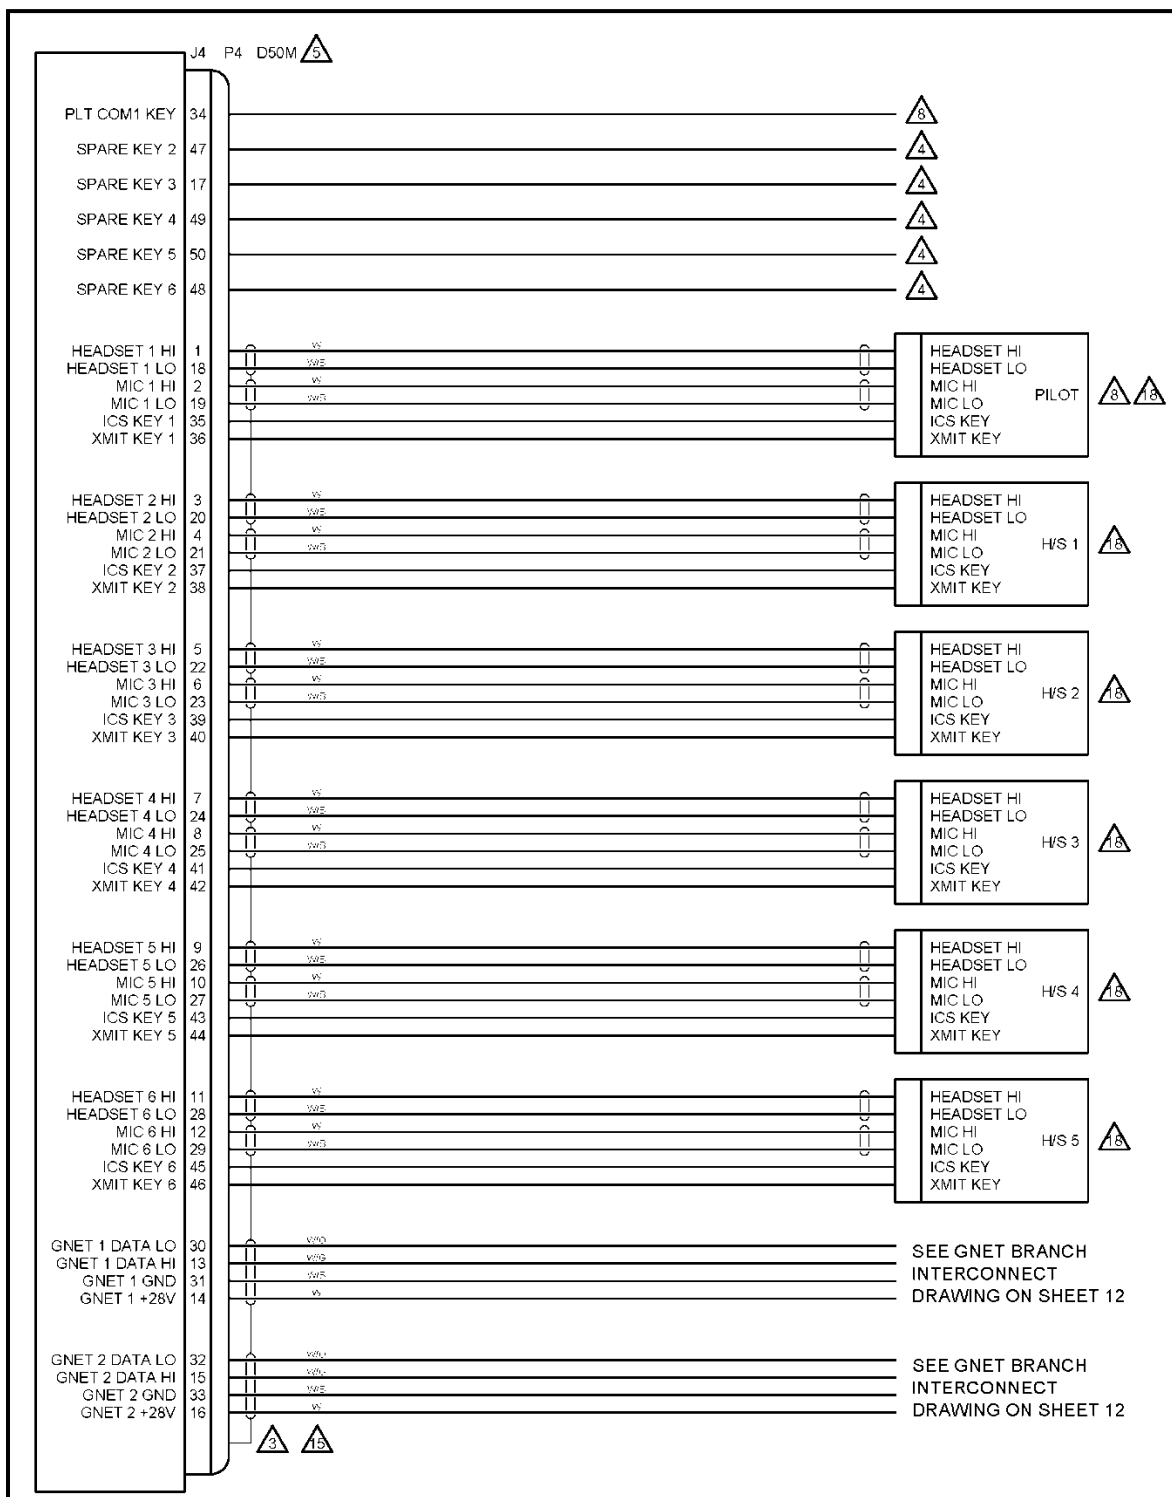 J4 P4 D50M 5
PLT COM1 KEY 34 8
SPARE KEY 2 47 4
SPARE KEY 3 17 4
SPARE KEY 4 49 4
SPARE KEY 5 50 4
SPARE KEY 6 48 4
HEADSET 1 HI 1 W HEADSET HI
HEADSET 1 LO 18 W/B HEADSET LO
MIC 1 HI 2 W MIC HI
PILOT 8 18
MIC 1 LO 19 W/B MIC LO
ICS KEY 1 35 ICS KEY
XMIT KEY 1 36 XMIT KEY
HEADSET 2 HI 3 W HEADSET HI
HEADSET 2 LO 20 W/B HEADSET LO
MIC 2 HI 4 W MIC HI
H/S 1 18
MIC 2 LO 21 W/B MIC LO
ICS KEY 2 37 ICS KEY
XMIT KEY 2 38 XMIT KEY
HEADSET 3 HI 5 W HEADSET HI
HEADSET 3 LO 22 W/B HEADSET LO
MIC 3 HI 6 W MIC HI
H/S 2 18
MIC 3 LO 23 W/B MIC LO
ICS KEY 3 39 ICS KEY
XMIT KEY 3 40 XMIT KEY
HEADSET 4 HI 7 W HEADSET HI
HEADSET 4 LO 24 W/B HEADSET LO
MIC 4 HI 8 W MIC HI
H/S 3 18
MIC 4 LO 25 W/B MIC LO
ICS KEY 4 41 ICS KEY
XMIT KEY 4 42 XMIT KEY
HEADSET 5 HI 9 W HEADSET HI
HEADSET 5 LO 26 W/B HEADSET LO
MIC 5 HI 10 W MIC HI
H/S 4 18
MIC 5 LO 27 W/B MIC LO
ICS KEY 5 43 ICS KEY
XMIT KEY 5 44 XMIT KEY
HEADSET 6 HI 11 W HEADSET HI
HEADSET 6 LO 28 W/B HEADSET LO
MIC 6 HI 12 W MIC HI
H/S 5 18
MIC 6 LO 29 W/B MIC LO
ICS KEY 6 45 ICS KEY
XMIT KEY 6 46 XMIT KEY
GNET 1 DATA LO 30 W/O SEE GNET BRANCH
GNET 1 DATA HI 13 W/G
GNET 1 GND 31 W/B INTERCONNECT
GNET 1 +28V 14 W DRAWING ON SHEET 12
GNET 2 DATA LO 32 W/O SEE GNET BRANCH
GNET 2 DATA HI 15 W/G
GNET 2 GND 33 W/B INTERCONNECT
GNET 2 +28V 16 W DRAWING ON SHEET 12
3 15